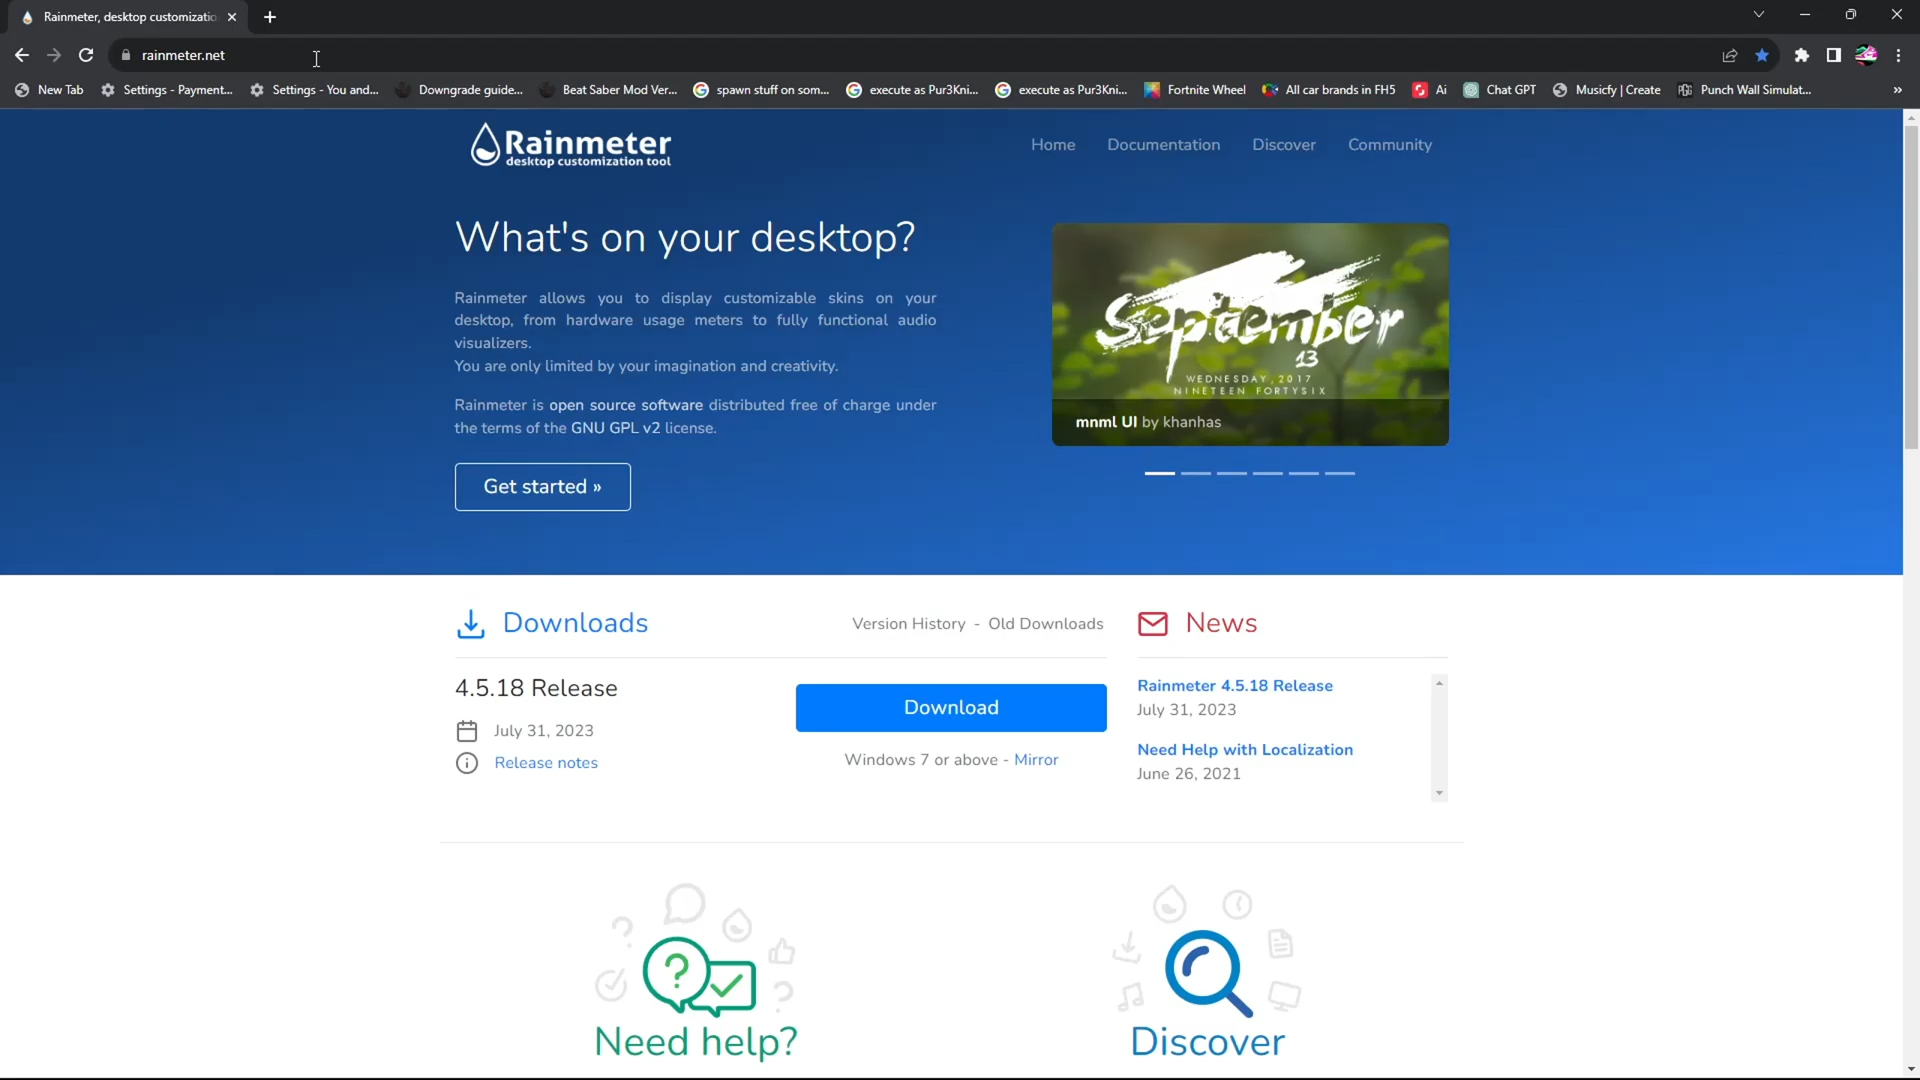 Rainmeter, desktop customizatio
rainmeter.net
New Tab
Settings - Payment...
Settings - You and...
Downgrade guide...
Beat Saber Mod Ver...
spawn stuff on som...
execute as Pur3Kni...
execute as Pur3Kni...
Fortnite Wheel
All car brands in FH5
Ai
Chat GPT
Musicfy | Create
Punch Wall Simulat...
»
Rainmeter
desktop customization tool
Home
Documentation
Discover
Community
What's on your desktop?
Rainmeter allows you to display customizable skins on your
desktop, from hardware usage meters to fully functional audio
visualizers.
You are only limited by your imagination and creativity.
Rainmeter is open source software distributed free of charge under
the terms of the GNU GPL v2 license.
Get started »
September
13
WEDNESDAY, 2017
NINETEEN FORTYSIX
mnml UI by khanhas
Downloads
Version History - Old Downloads
4.5.18 Release
July 31, 2023
Release notes
Download
Windows 7 or above - Mirror
News
Rainmeter 4.5.18 Release
July 31, 2023
Need Help with Localization
June 26, 2021
Need help?
Discover